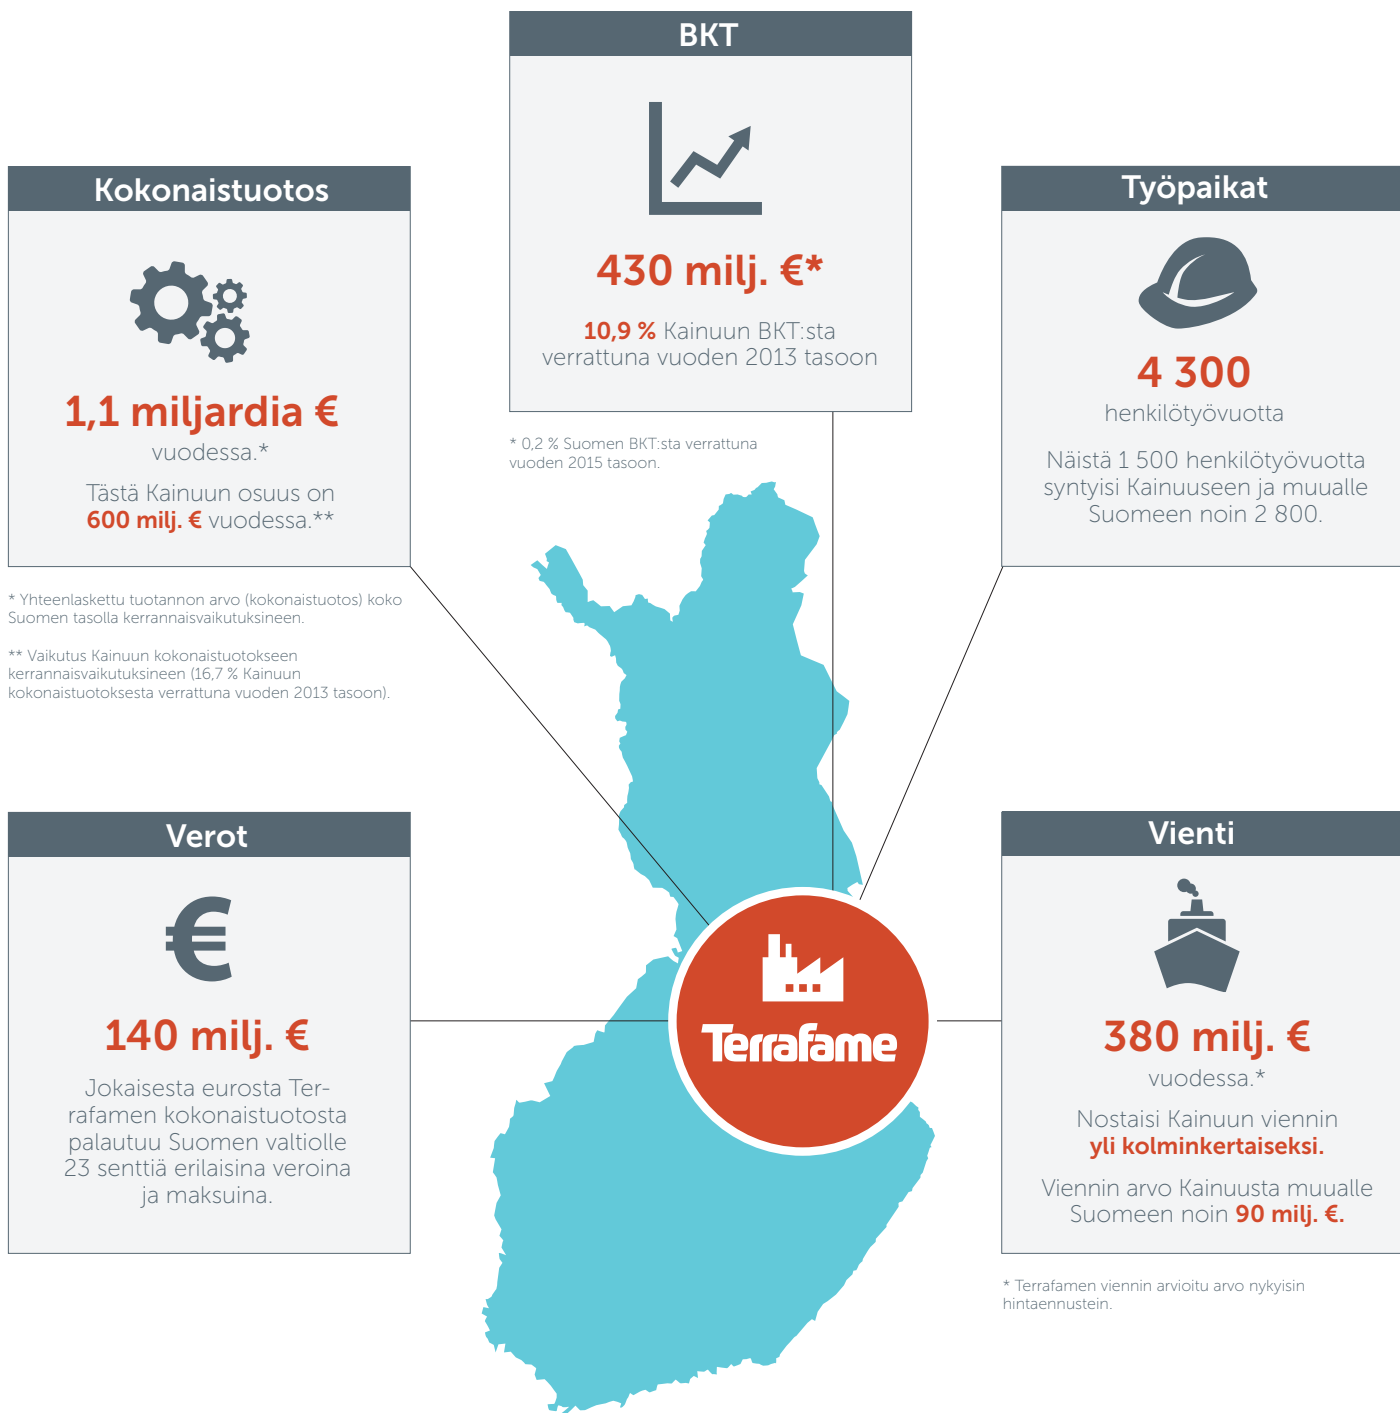 BKT
430 milj. €*
10,9 % Kainuun BKT:sta
verrattuna vuoden 2013 tasoon
* 0,2 % Suomen BKT:sta verrattuna
vuoden 2015 tasoon.
Kokonaistuotos
1,1 miljardia €
vuodessa.*
Tästä Kainuun osuus on
600 milj. € vuodessa.**
* Yhteenlaskettu tuotannon arvo (kokonaistuotos) koko
Suomen tasolla kerrannaisvaikutuksineen.
** Vaikutus Kainuun kokonaistuotokseen
kerrannaisvaikutuksineen (16,7 % Kainuun
kokonaistuotoksesta verrattuna vuoden 2013 tasoon).
Työpaikat
4 300
henkilötyövuotta
Näistä 1 500 henkilötyövuotta
syntyisi Kainuuseen ja muualle
Suomeen noin 2 800.
Verot
€
140 milj. €
Jokaisesta eurosta Ter-
rafamen kokonaistuotosta
palautuu Suomen valtiolle
23 senttiä erilaisina veroina
ja maksuina.
Terrafame
Vienti
380 milj. €
vuodessa.*
Nostaisi Kainuun viennin
yli kolminkertaiseksi.
Viennin arvo Kainuusta muualle
Suomeen noin 90 milj. €.
* Terrafamen viennin arvioitu arvo nykyisin
hintaennustein.